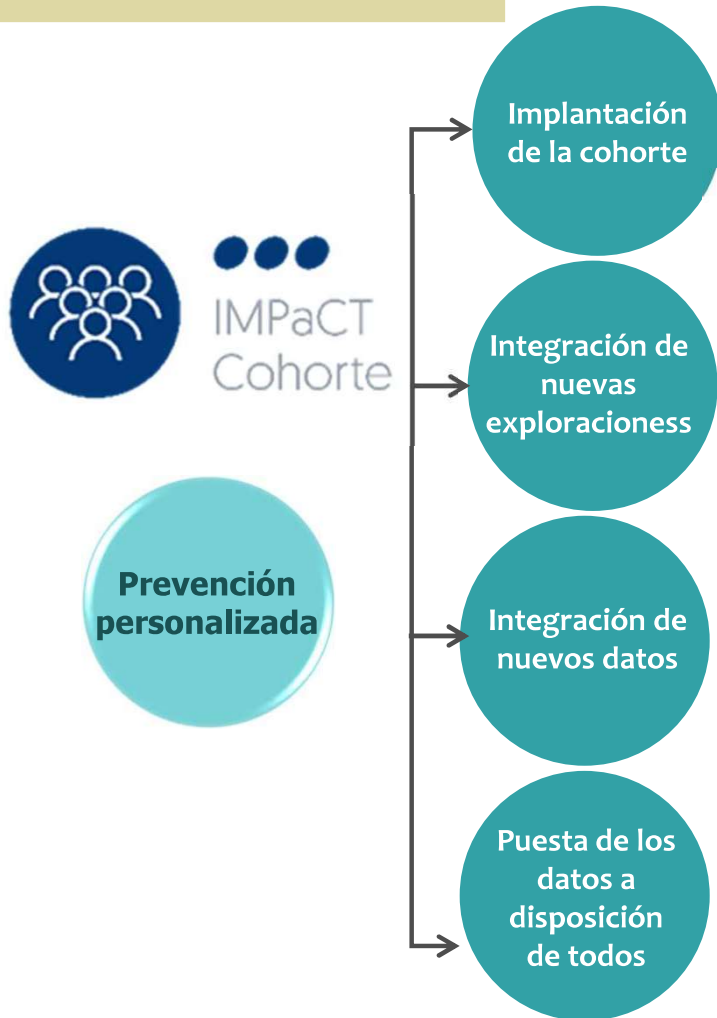 IMPaCT
Cohorte
Prevención
personalizada
Implantación
de la cohorte
Integración de
nuevas
exploracioness
Integración de
nuevos datos
Puesta de los
datos a
disposición
de todos